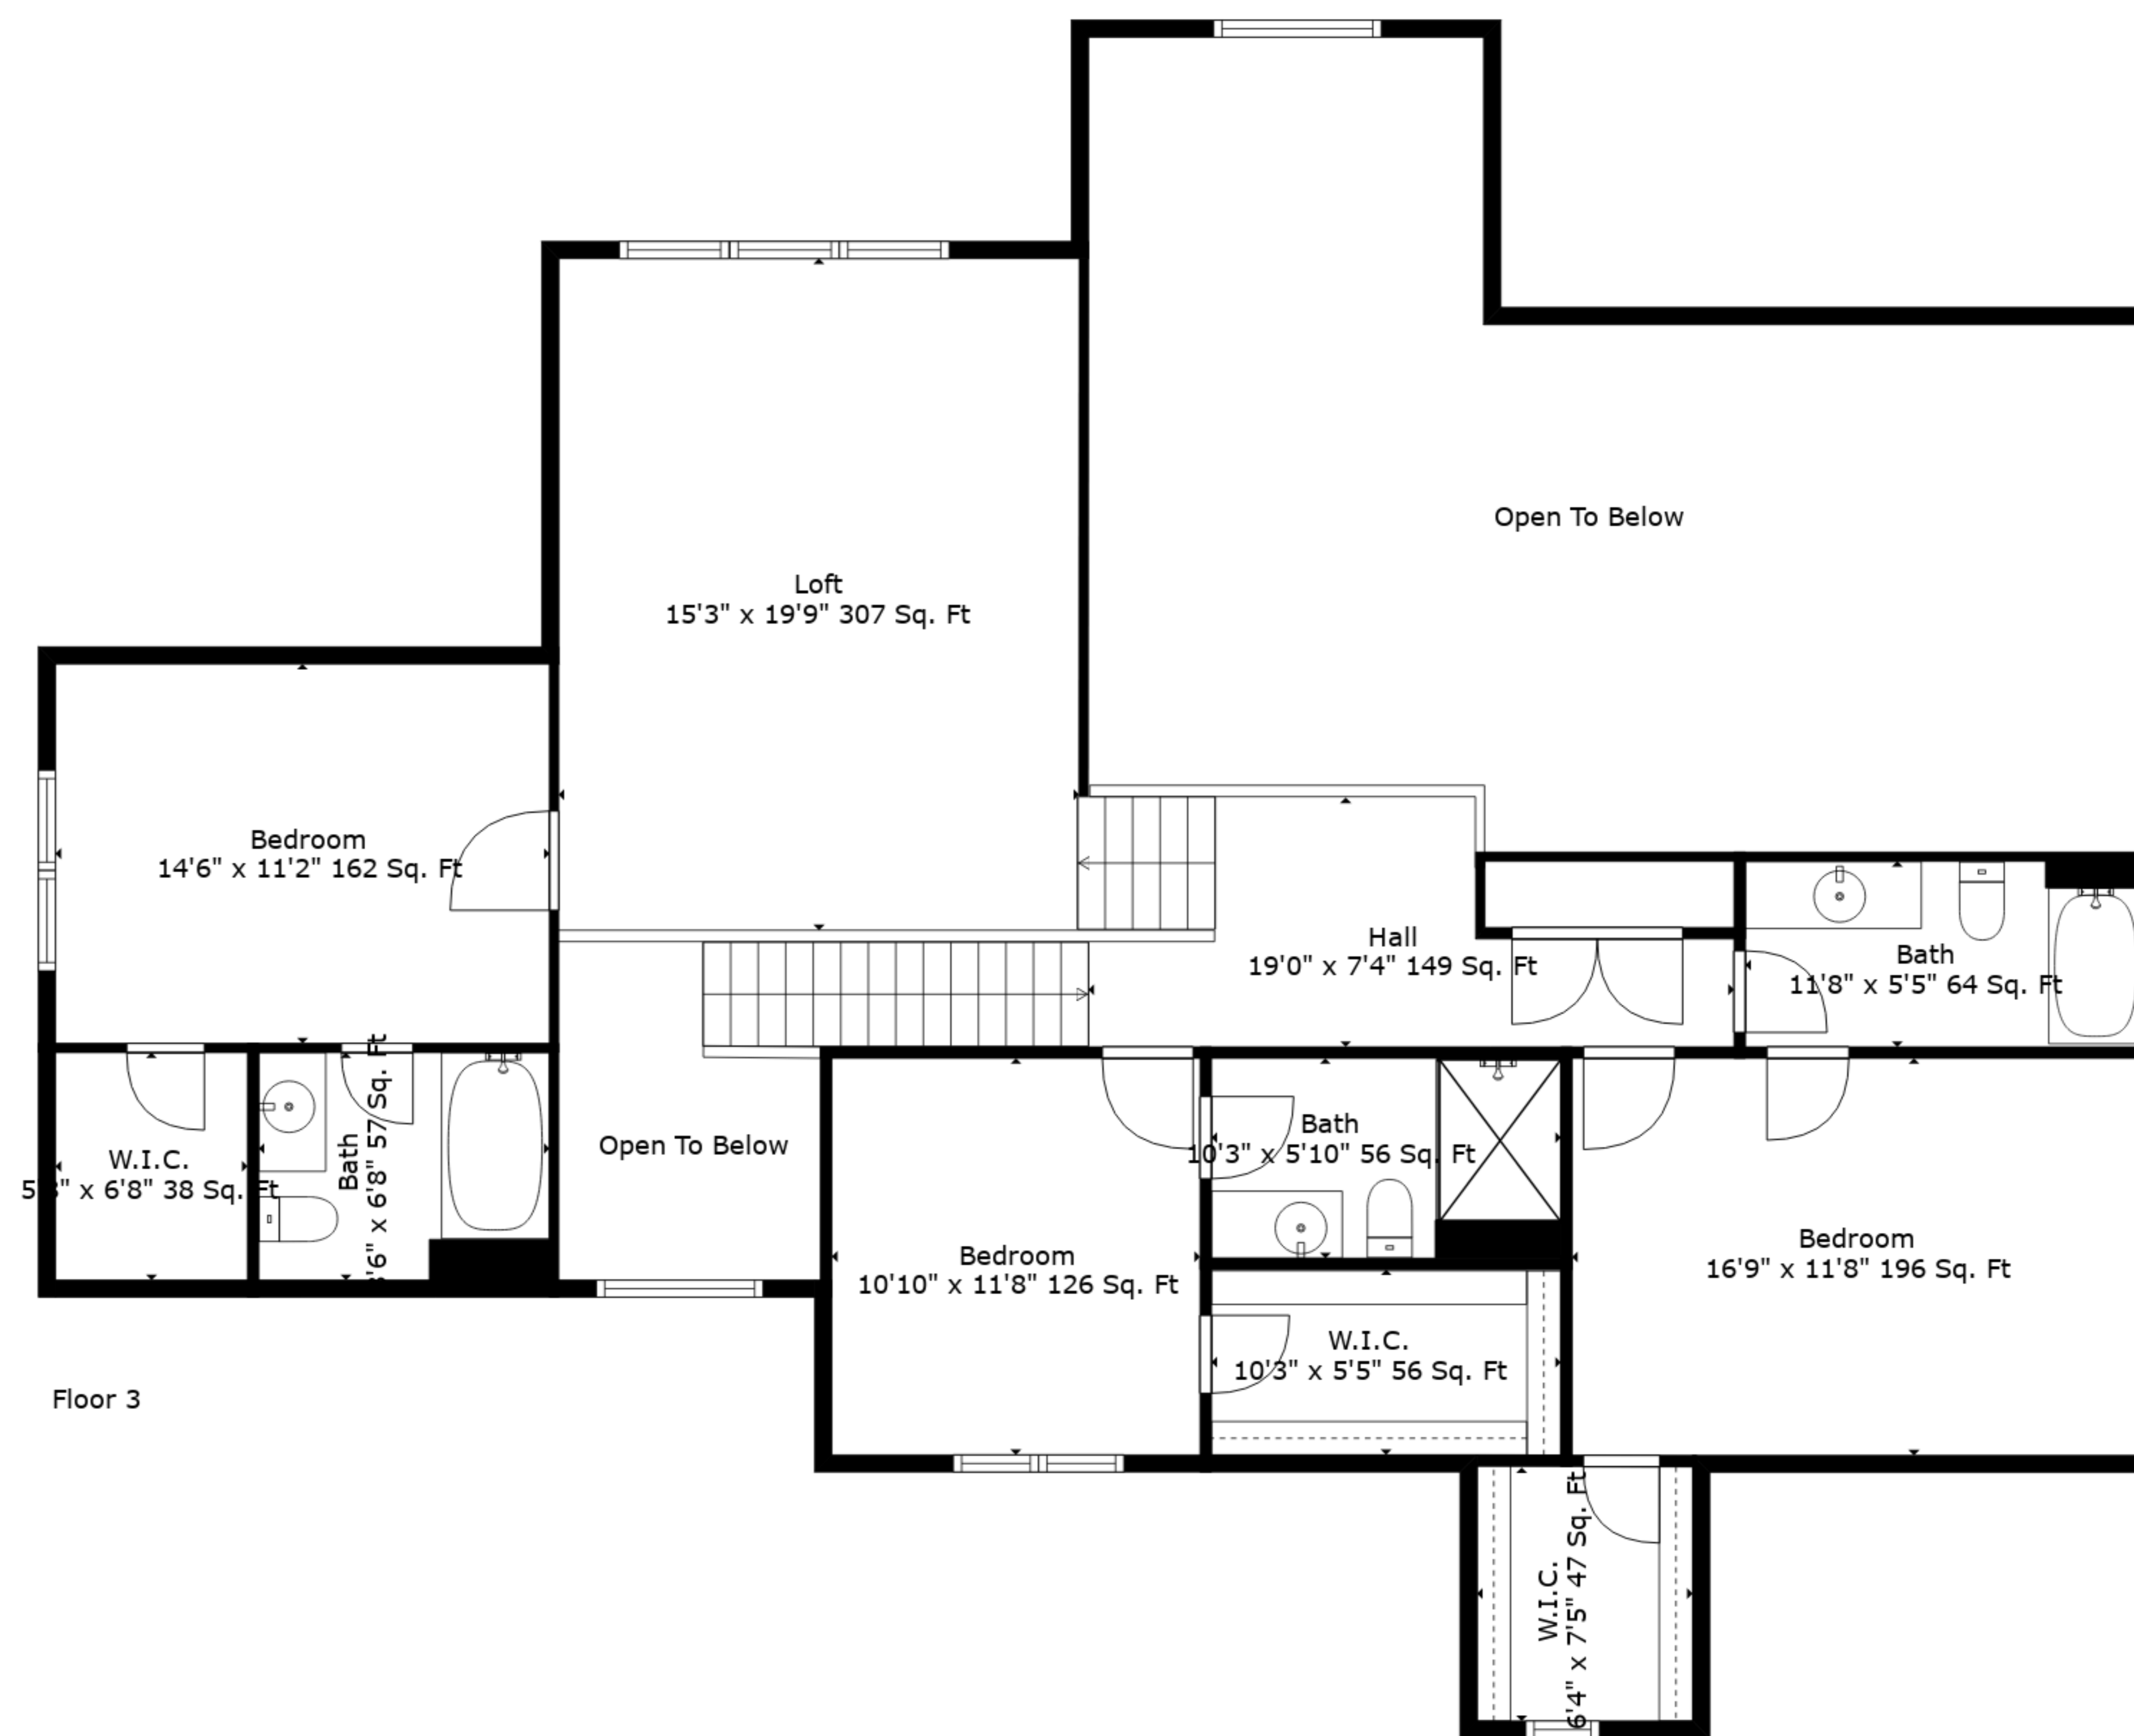 Open To Below
Loft
15'3" x 19'9" 307 Sq. Ft
Bedroom
14'6" x 11'2" 162 Sq. Ft
Hall
19'0" x 7'4" 149 Sq. Ft
Bath
11'8" x 5'5" 64 Sq. Ft
W.I.C.
x 6'8" 38 Sq. Ft
Bath
x 6'8" 57 Sq. Ft
Open To Below
Bath
10'3" x 5'10" 56 Sq. Ft
Bedroom
10'10" x 11'8" 126 Sq. Ft
Bedroom
16'9" x 11'8" 196 Sq. Ft
W.I.C.
10'3" x 5'5" 56 Sq. Ft
Floor 3
W.I.C.
6'4" x 7'5" 47 Sq. Ft